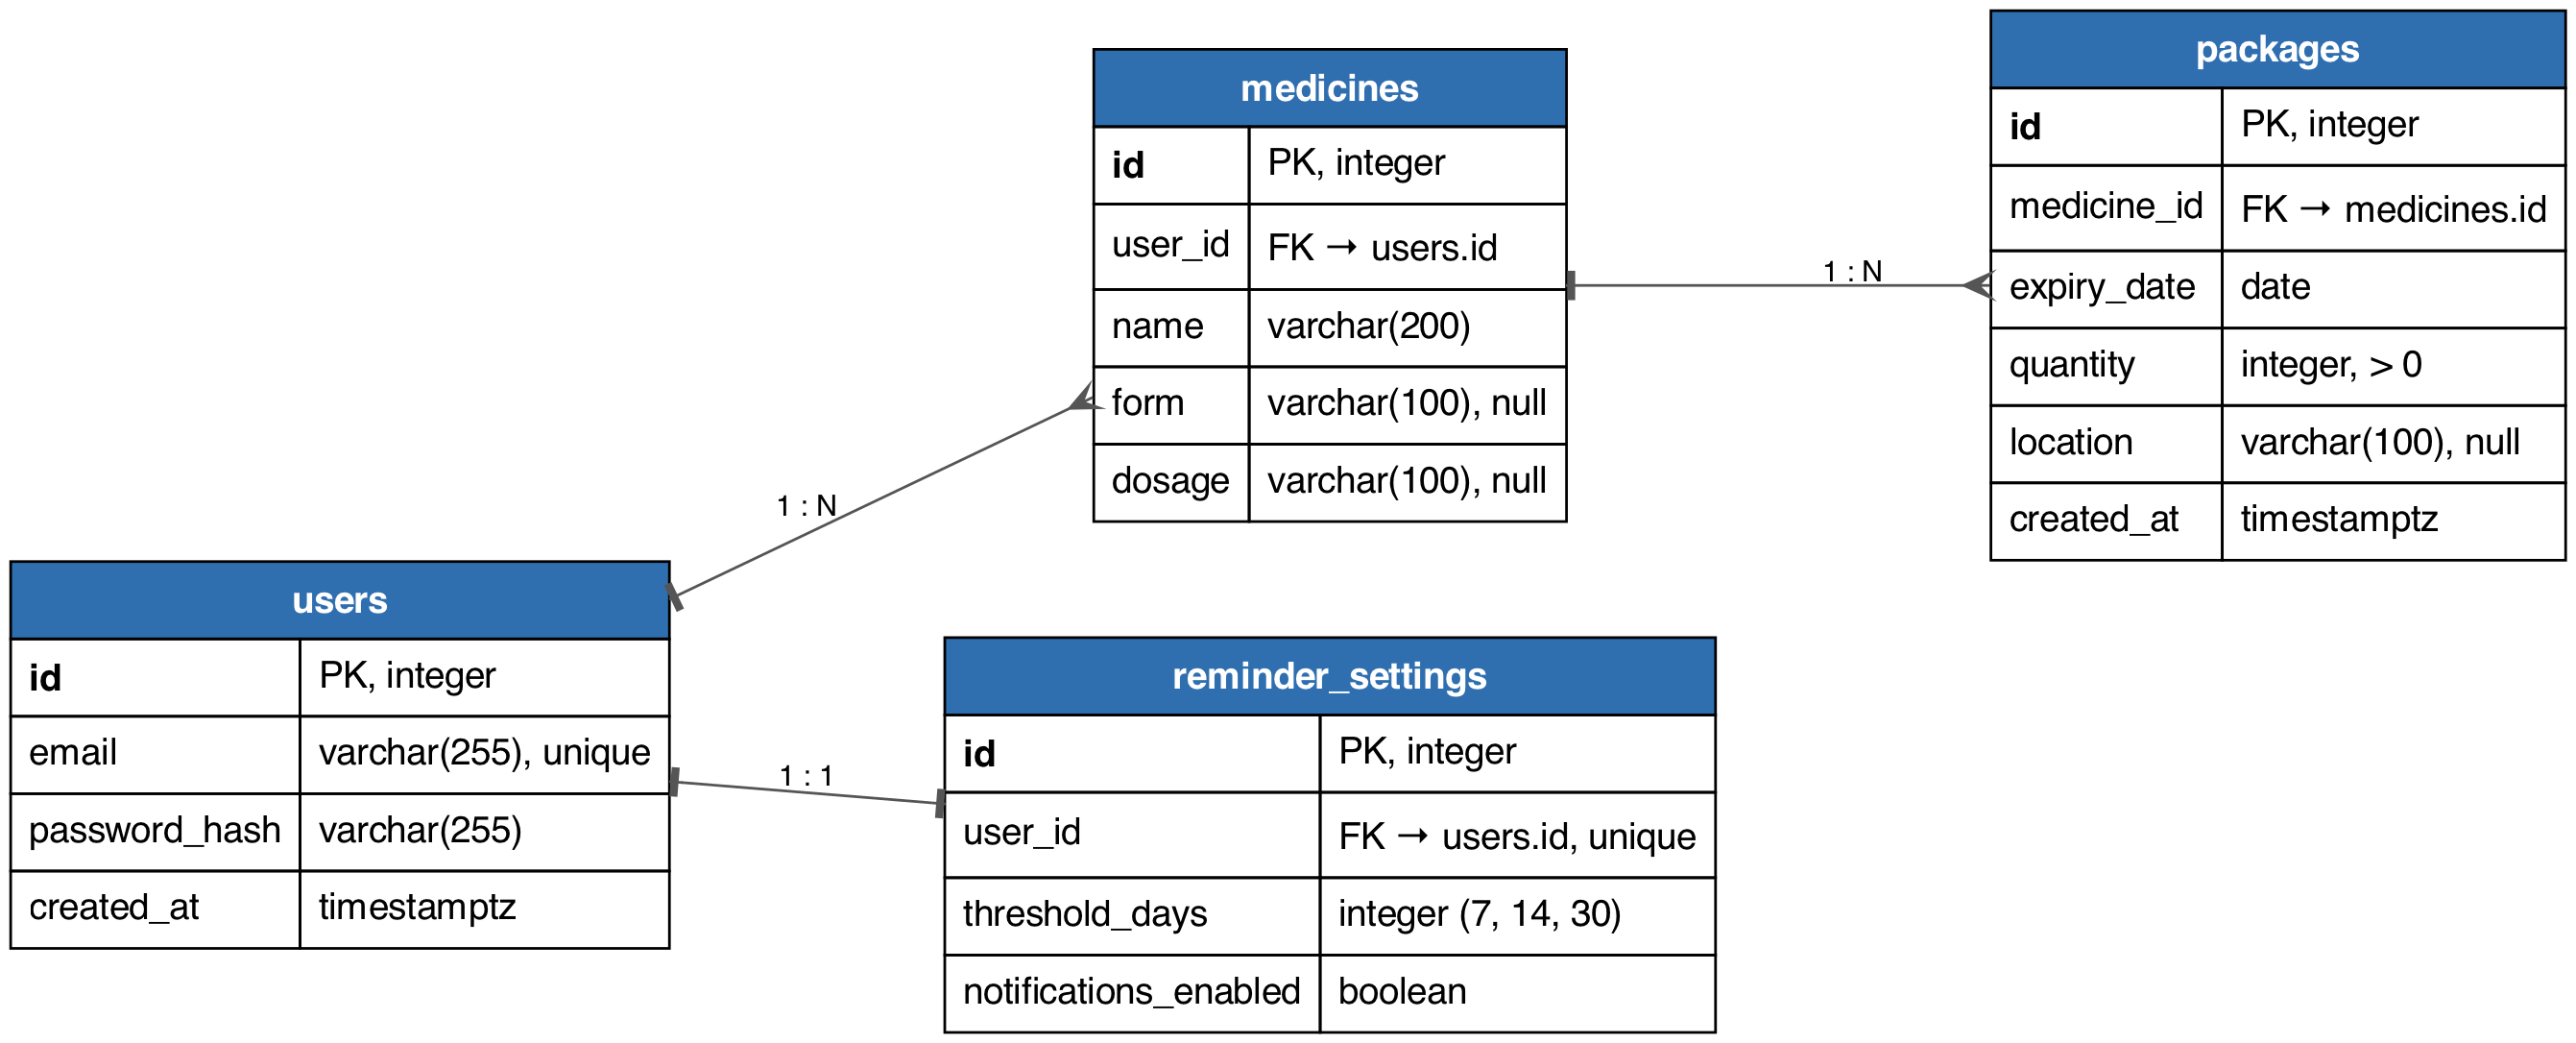 medicines
id PK, integer
user_id FK → users.id
name varchar(200)
form varchar(100), null
dosage varchar(100), null
packages
id PK, integer
medicine_id FK → medicines.id
expiry_date date
quantity integer, > 0
location varchar(100), null
created_at timestamptz
1 : N
1 : N
users
id PK, integer
email varchar(255), unique
password_hash varchar(255)
created_at timestamptz
1 : 1
reminder_settings
id PK, integer
user_id FK → users.id, unique
threshold_days integer (7, 14, 30)
notifications_enabled boolean